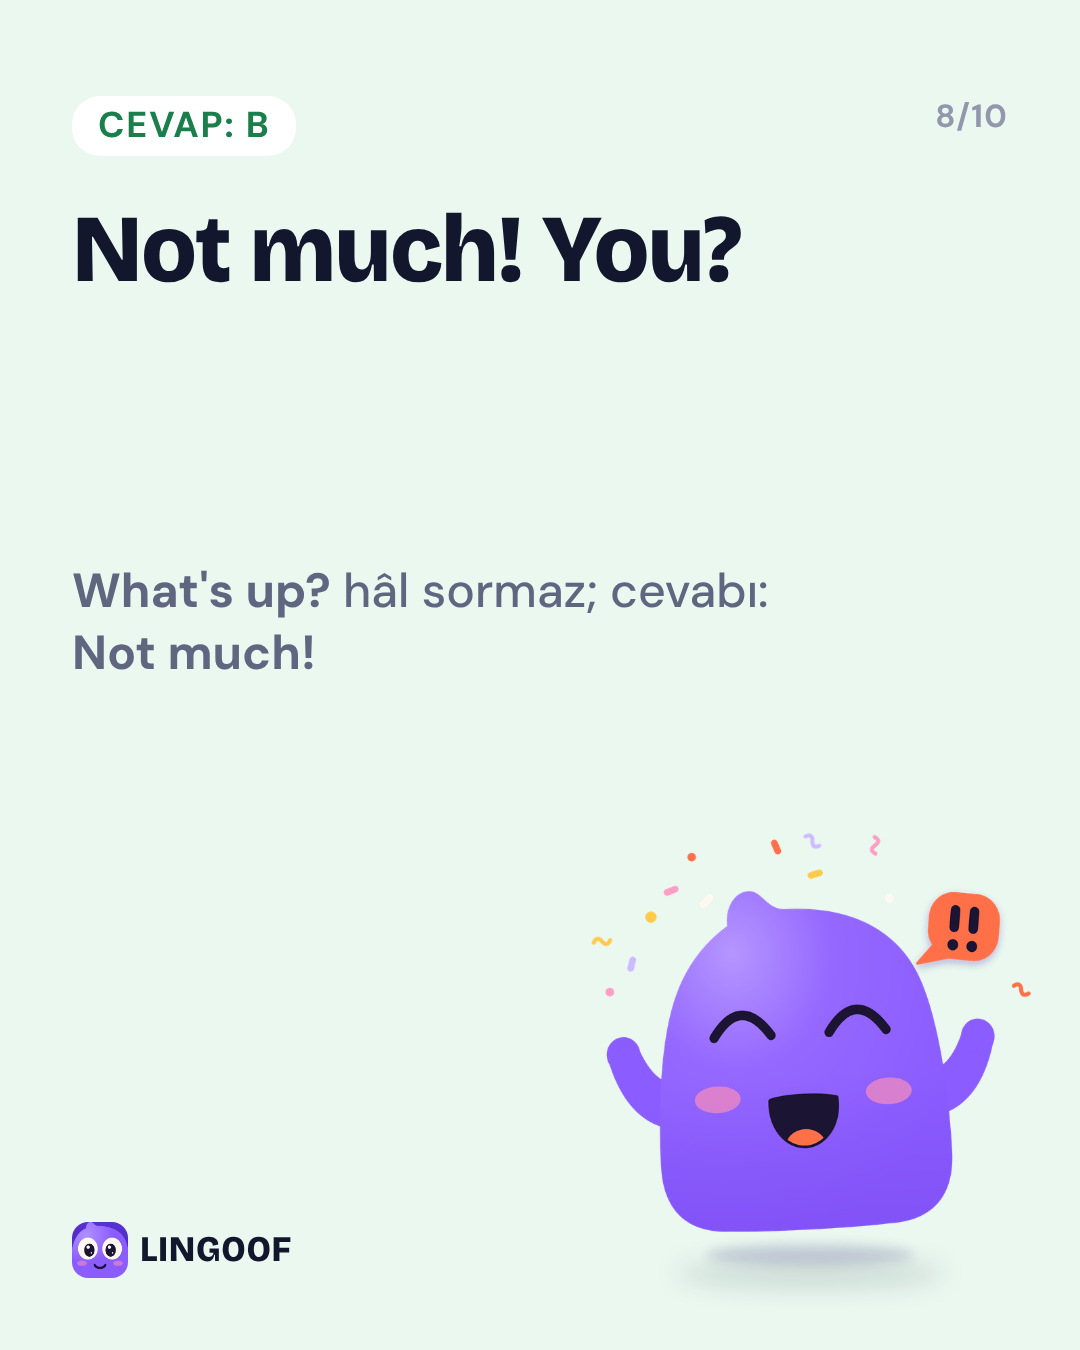 CEVAP: B
8/10
Not much! You?
What's up? hâl sormaz; cevabı:
Not much!
!!
LINGOOF